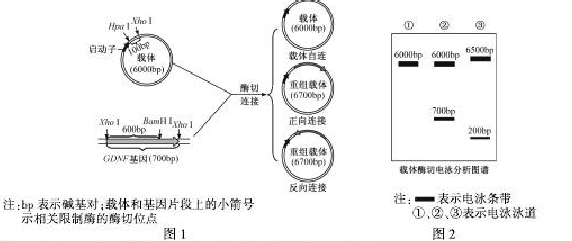 Hpa I
Xho I
启动子
100bp
载体
(6000bp)
Xho I
600bp
BamH I
Xho I
GDNF基因(700bp)
酶切
连接
载体
(6000bp)
载体自连
重组载体
(6700bp)
正向连接
重组载体
(6700bp)
反向连接
注:bp 表示碱基对;载体和基因片段上的小箭号
示相关限制酶的酶切位点
图 1
① ② ③
6000bp 6000bp 6500bp
700bp
200bp
载体酶切电泳分析图谱
注: 表示电泳条带
①、②、③表示电泳泳道
图 2